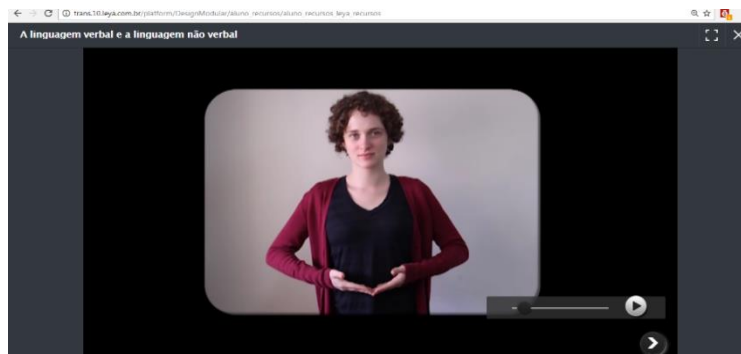 trans.10.leya.com.br/platform/DesignModular/aluno_recursos/aluno_recursos_leya_recursos
A linguagem verbal e a linguagem não verbal